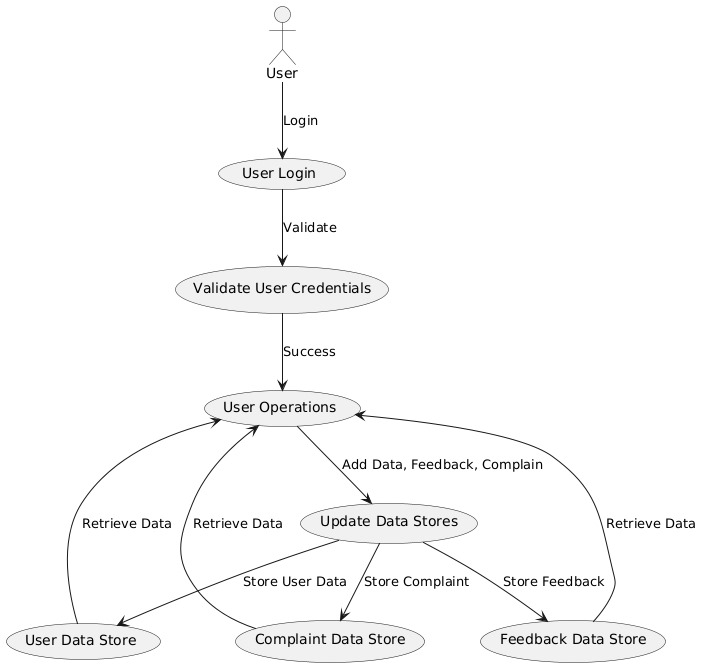 User
Login
User Login
Validate
Validate User Credentials
Success
User Operations
Add Data, Feedback, Complain
Update Data Stores
Retrieve Data
Retrieve Data
Retrieve Data
Store User Data
Store Complaint
Store Feedback
User Data Store
Complaint Data Store
Feedback Data Store